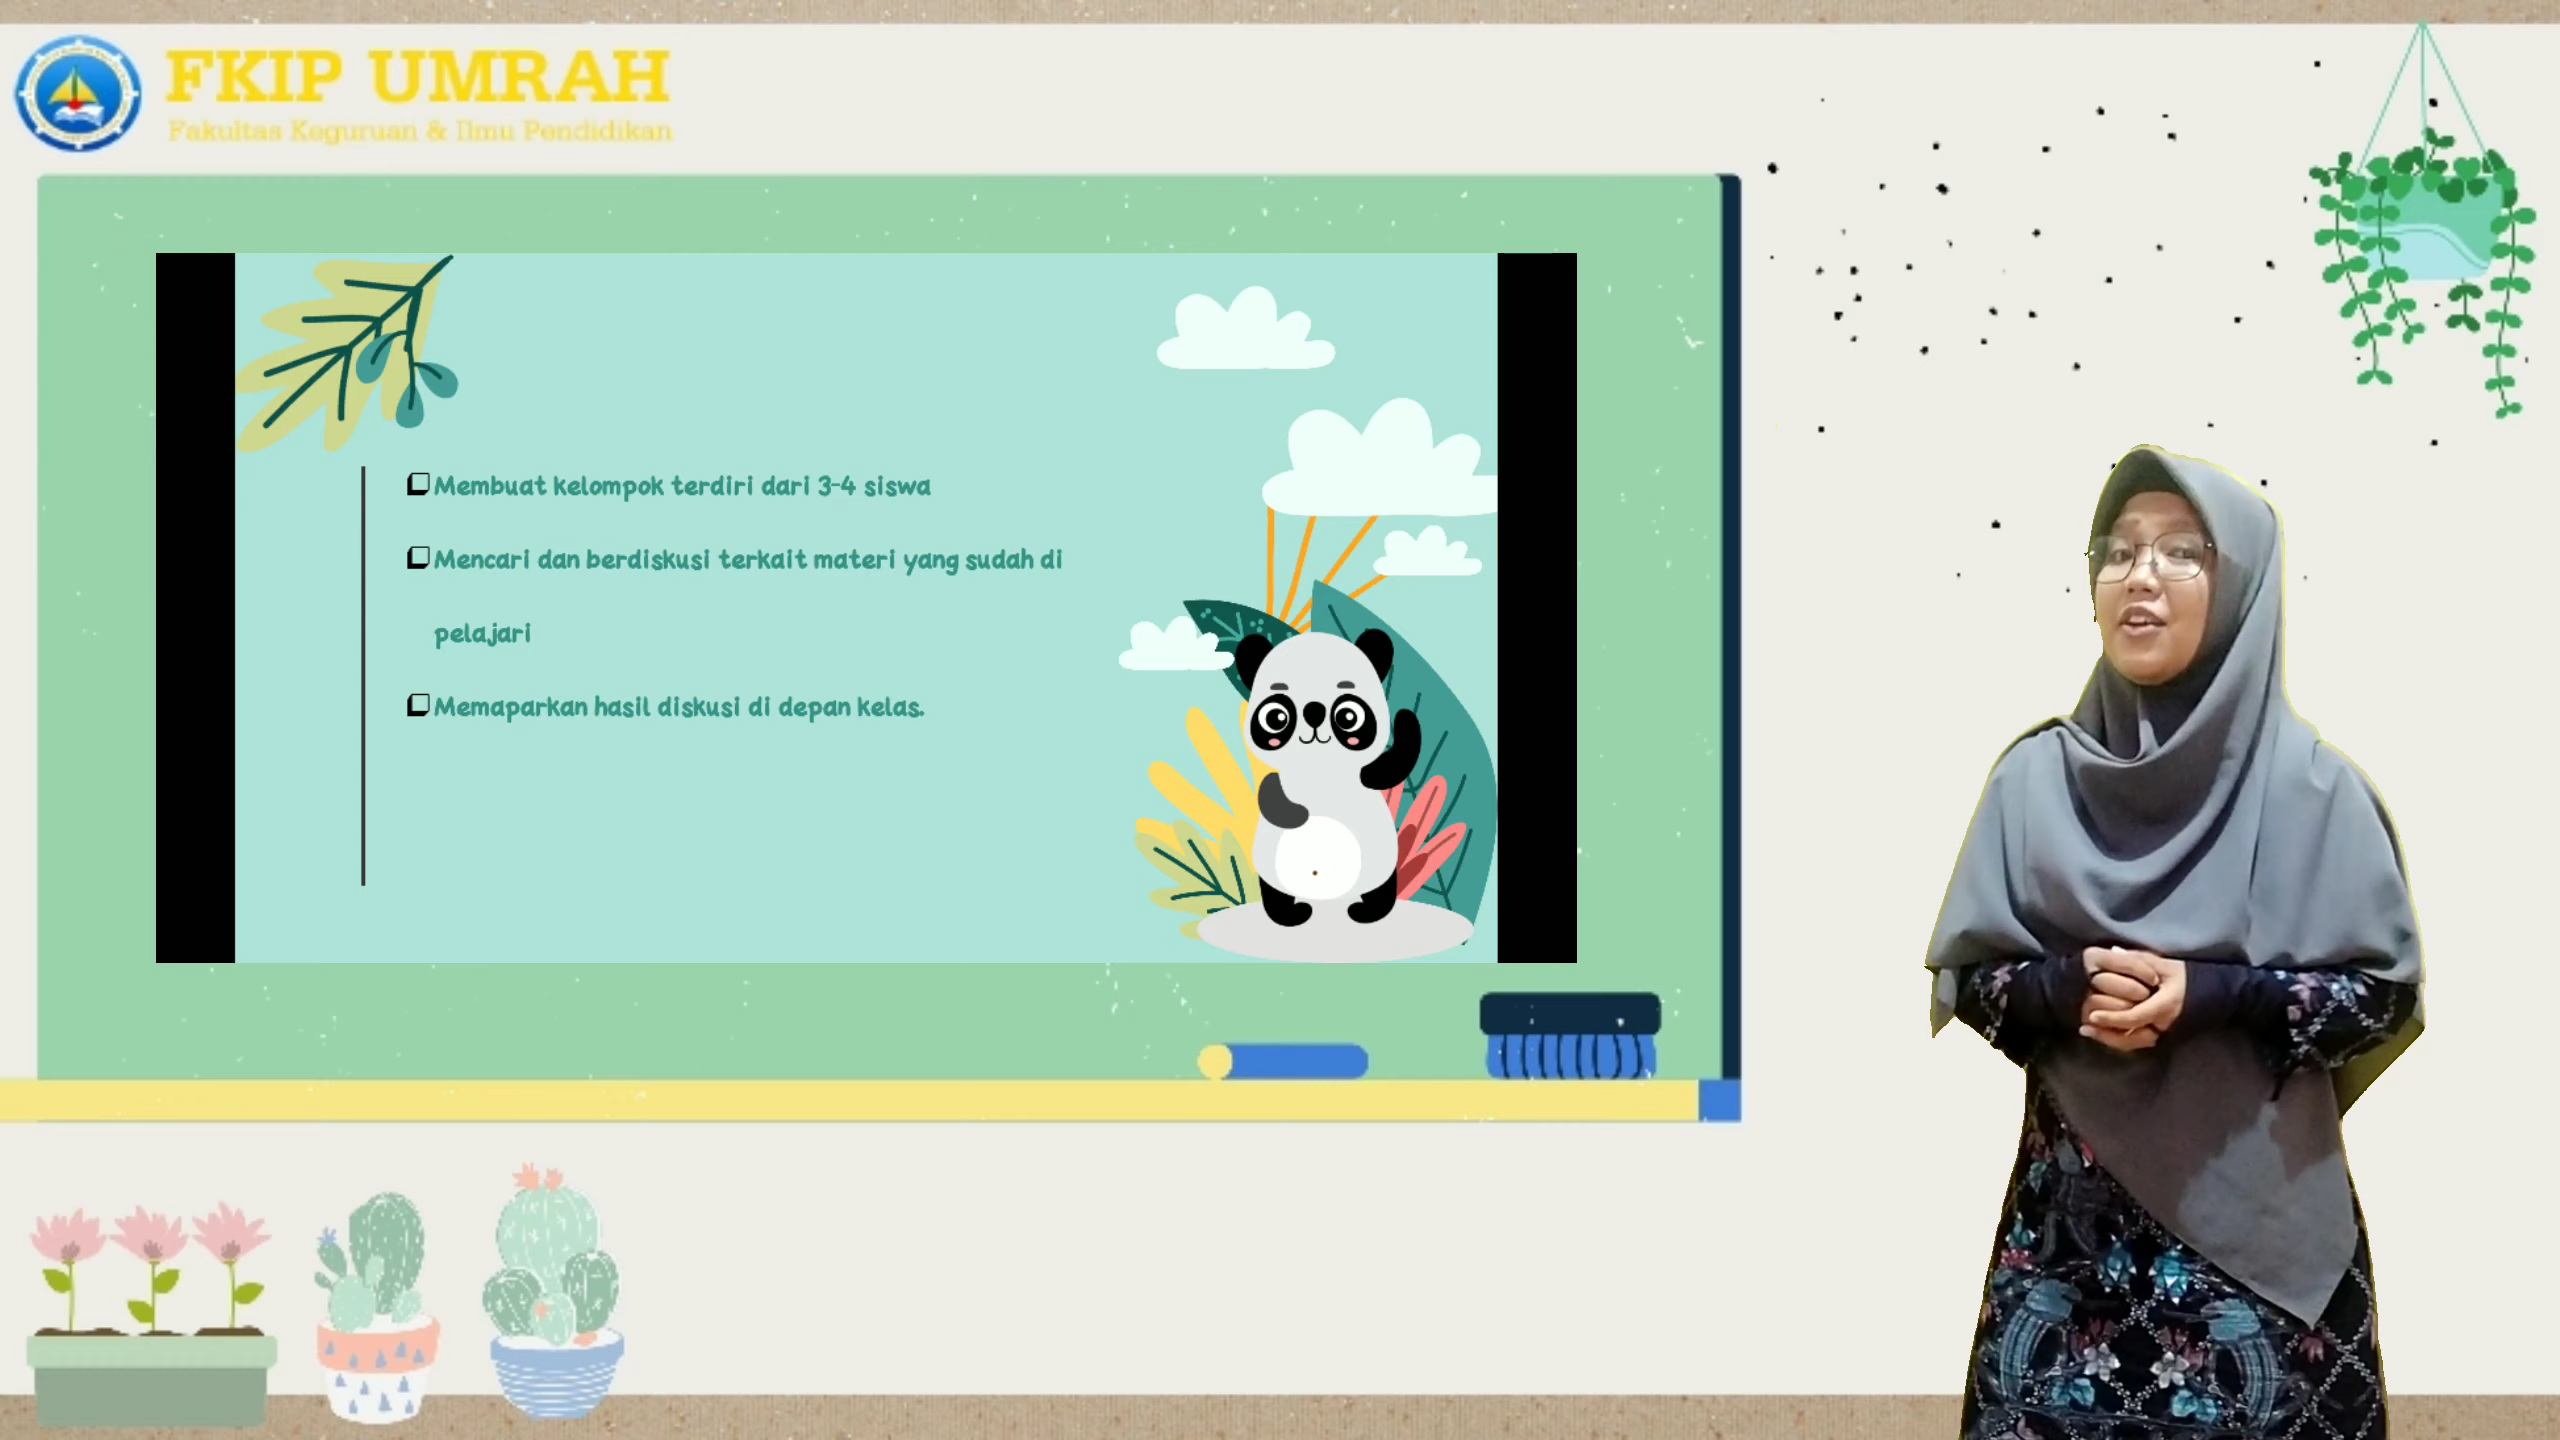 FKIP UMRAH
Fakultas Keguruan & Ilmu Pendidikan
Membuat kelompok terdiri dari 3-4 siswa
Mencari dan berdiskusi terkait materi yang sudah di
pelajari
Memaparkan hasil diskusi di depan kelas.